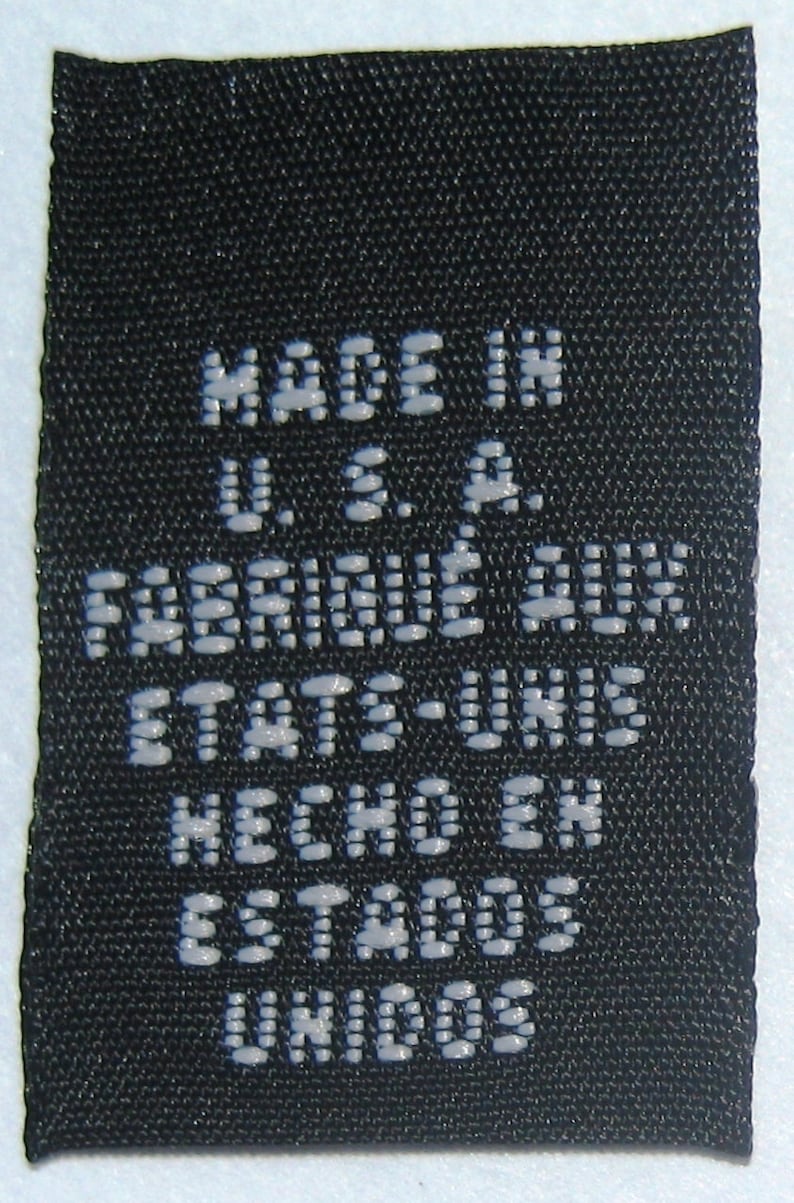 MADE IN
U. S. A.
FABRIQUÉ AUX
ETATS-UNIS
HECHO EN
ESTADOS
UNIDOS